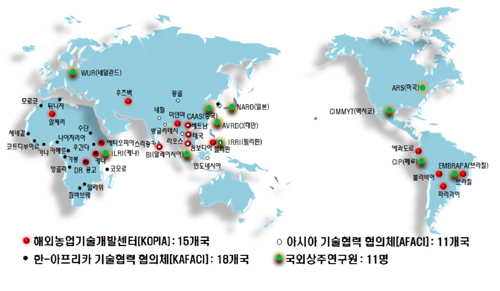 WUR(네덜란드)
우즈벡
몽골
모로코
튀니지
알제리
네팔
미얀마
CAAS(중국)
NARO(일본)
ARS(미국)
CIMMYT(멕시코)
방글라데시
베트남
AVRDC(대만)
세네갈
나이지리아
수단
라오스
태국
IRRI(필리핀)
코트디부아르
가나
카메룬
우간다
에티오피아
스리랑카
캄보디아
필리핀
가봉
ILRI(케냐)
케냐
BI(말레이시아)
인도네시아
앙골라
DR 콩고
코모로
말라위
짐바브웨
에콰도르
CIP(페루)
EMBRAPA(브라질)
볼리비아
브라질
파라과이
해외농업기술개발센터[KOPIA] : 15개국
아시아 기술협력 협의체[AFACI] : 11개국
한-아프리카 기술협력 협의체[KAFACI] : 18개국
국외상주연구원 : 11명